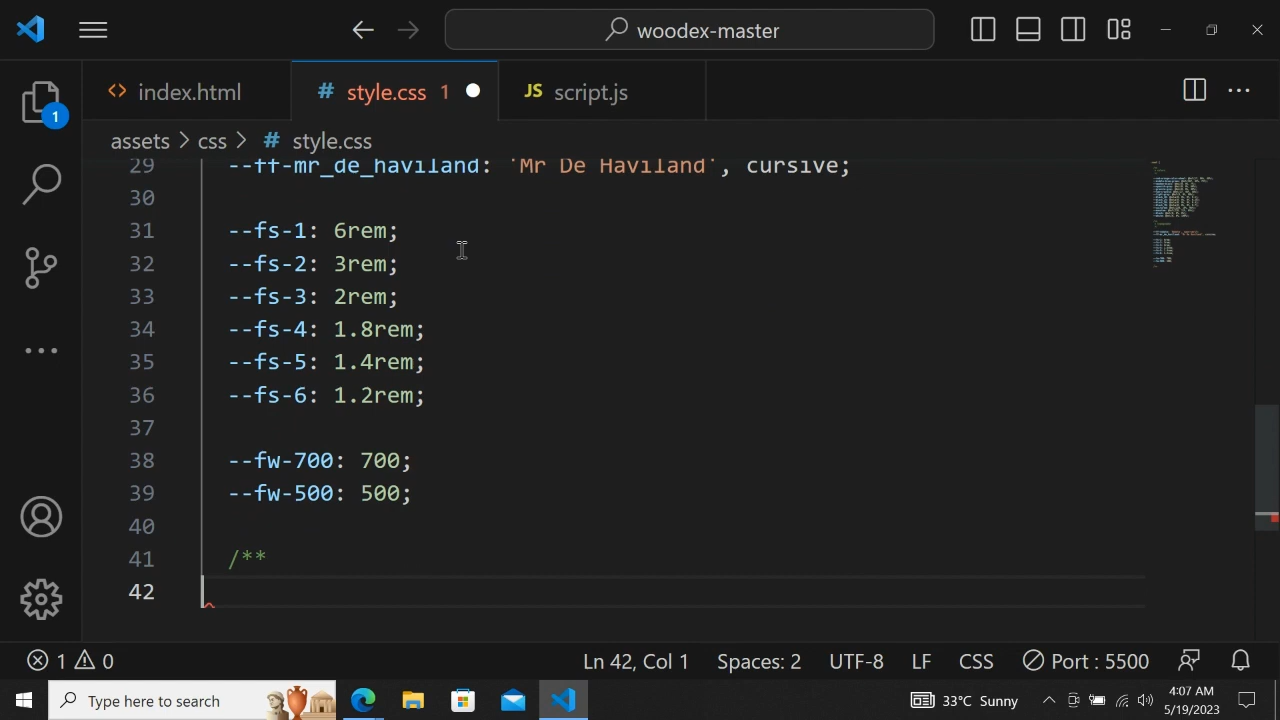 woodex-master
index.html
# style.css 1
JS script.js
assets > css > # style.css
29 --ff-mr_de_haviland: 'Mr De Haviland', cursive;
30
31 --fs-1: 6rem;
32 --fs-2: 3rem;
33 --fs-3: 2rem;
34 --fs-4: 1.8rem;
35 --fs-5: 1.4rem;
36 --fs-6: 1.2rem;
37
38 --fw-700: 700;
39 --fw-500: 500;
40
41 /**
42
1
1 0
Ln 42, Col 1 Spaces: 2 UTF-8 LF CSS Port : 5500
Type here to search
33°C Sunny
4:07 AM
5/19/2023